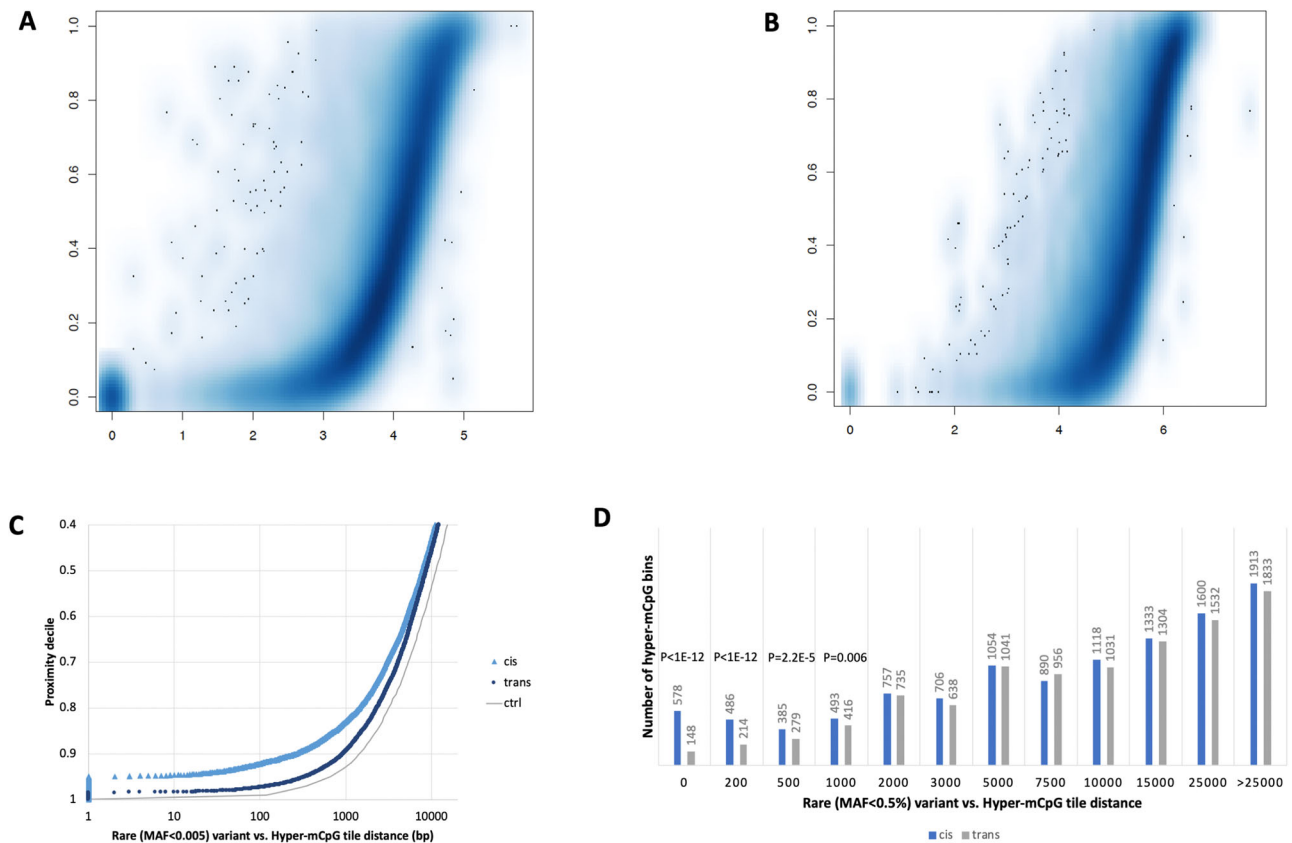 A
1.0
0.8
0.6
0.4
0.2
0.0
0 1 2 3 4 5
B
1.0
0.8
0.6
0.4
0.2
0.0
0 2 4 6
C
0.4
0.5
0.6
0.7
0.8
0.9
1
Proximity decile
1 10 100 1000 10000
Rare (MAF<0.005) variant vs. Hyper-mCpG tile distance (bp)
cis
trans
ctrl
D
Number of hyper-mCpG bins
P<1E-12 P<1E-12 P=2.2E-5 P=0.006
578 148 486 214 385 279 493 416 757 735 706 638 1054 1041 890 956 1118 1031 1333 1304 1600 1532 1913 1833
0 200 500 1000 2000 3000 5000 7500 10000 15000 25000 >25000
Rare (MAF<0.5%) variant vs. Hyper-mCpG tile distance
cis trans